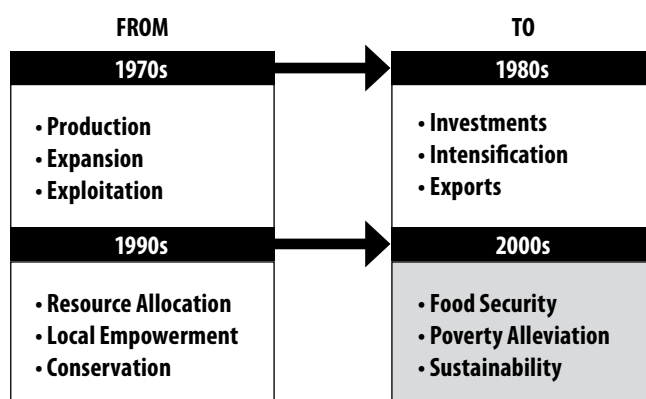 FROM
TO
1970s
1980s
• Production
• Expansion
• Exploitation
• Investments
• Intensification
• Exports
1990s
2000s
• Resource Allocation
• Local Empowerment
• Conservation
• Food Security
• Poverty Alleviation
• Sustainability